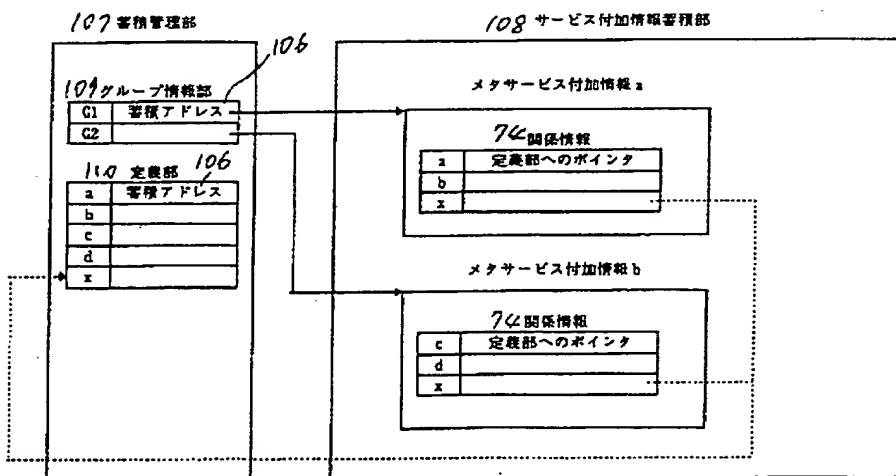 107 蓄積管理部
106
109 グループ情報部
G1 蓄積アドレス
G2
110 定義部 106
a 蓄積アドレス
b
c
d
x
108 サービス付加情報蓄積部
メタサービス付加情報a
74 関係情報
a 定義部へのポインタ
b
x
メタサービス付加情報b
74 関係情報
c 定義部へのポインタ
d
x